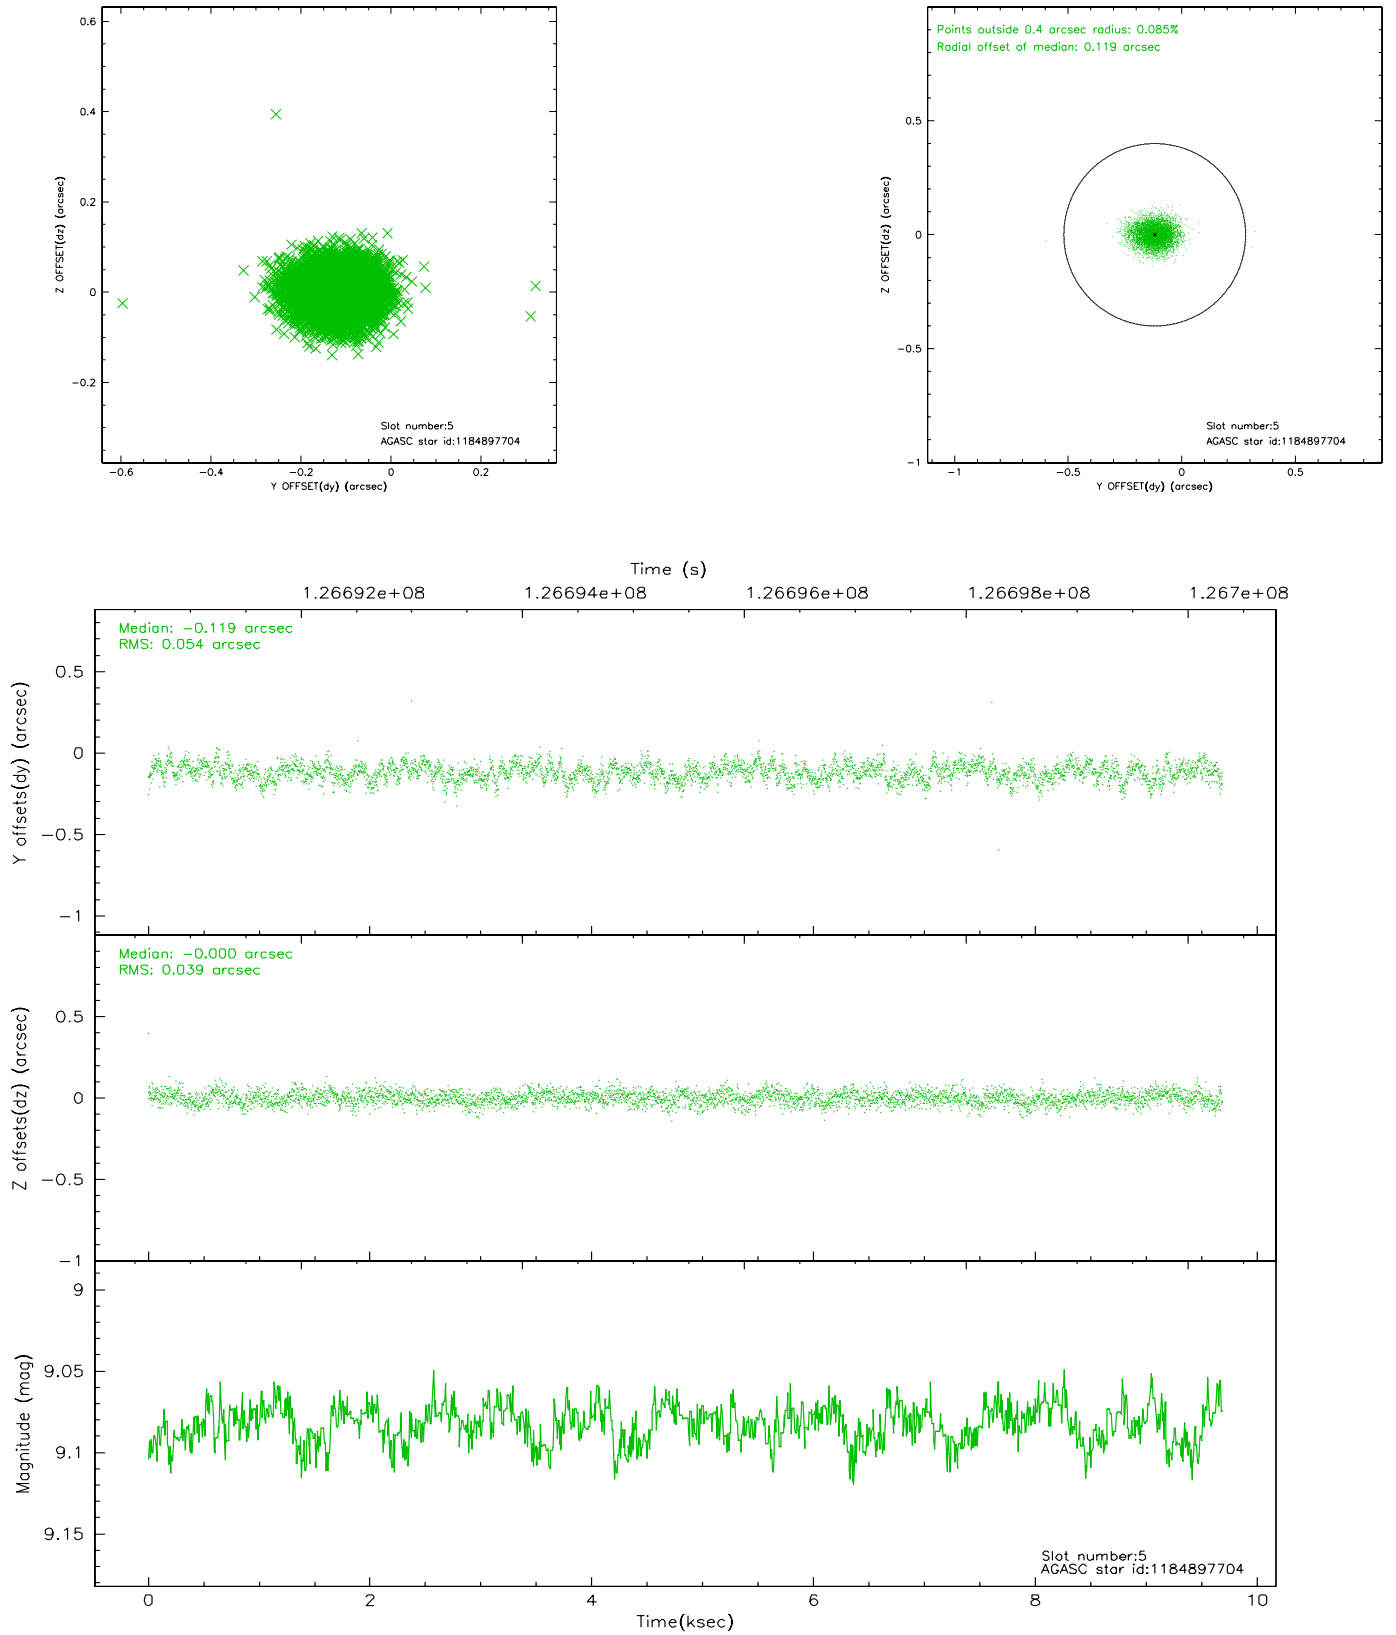 0.6
0.4
0.2
0
−0.2
Z OFFSET(dz) (arcsec)
Slot number:5
AGASC star id:1184897704
−0.6
−0.4
−0.2
0
0.2
Y OFFSET(dy) (arcsec)
Points outside 0.4 arcsec radius: 0.085%
Radial offset of median: 0.119 arcsec
0.5
0
−0.5
−1
Z OFFSET(dz) (arcsec)
Slot number:5
AGASC star id:1184897704
−1
−0.5
0
0.5
Y OFFSET(dy) (arcsec)
Time (s)
1.26692e+08
1.26694e+08
1.26696e+08
1.26698e+08
1.267e+08
Median: −0.119 arcsec
RMS: 0.054 arcsec
0.5
0
−0.5
−1
Y offsets(dy) (arcsec)
Median: −0.000 arcsec
RMS: 0.039 arcsec
0.5
0
−0.5
−1
Z offsets(dz) (arcsec)
9
9.05
9.1
9.15
Magnitude (mag)
Slot number:5
AGASC star id:1184897704
0
2
4
6
8
10
Time(ksec)